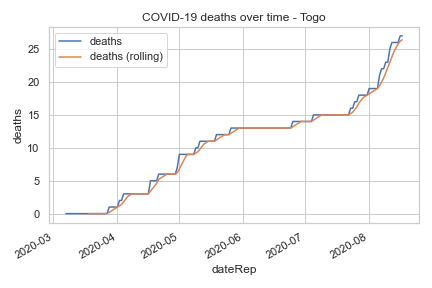 COVID-19 deaths over time - Togo
deaths
deaths (rolling)
25
20
15
10
5
0
deaths
2020-03
2020-04
2020-05
2020-06
2020-07
2020-08
dateRep